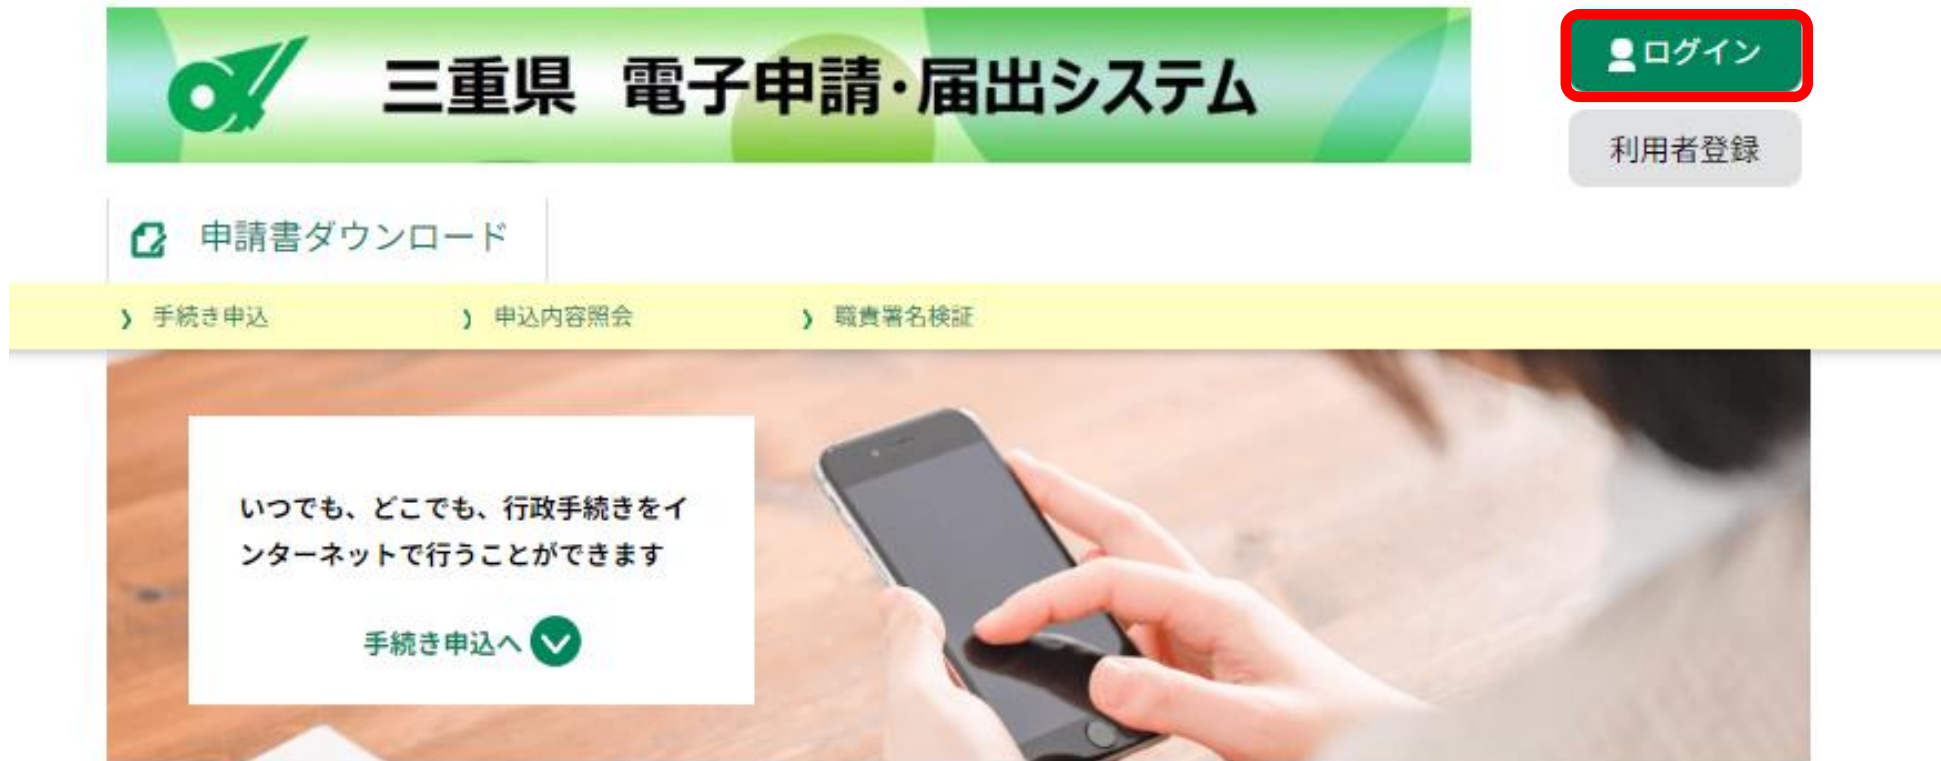 三重県 電子申請・届出システム
ログイン
利用者登録
申請書ダウンロード
手続き申込
申込内容照会
職責署名検証
いつでも、どこでも、行政手続きをイ
ンターネットで行うことができます
手続き申込へ